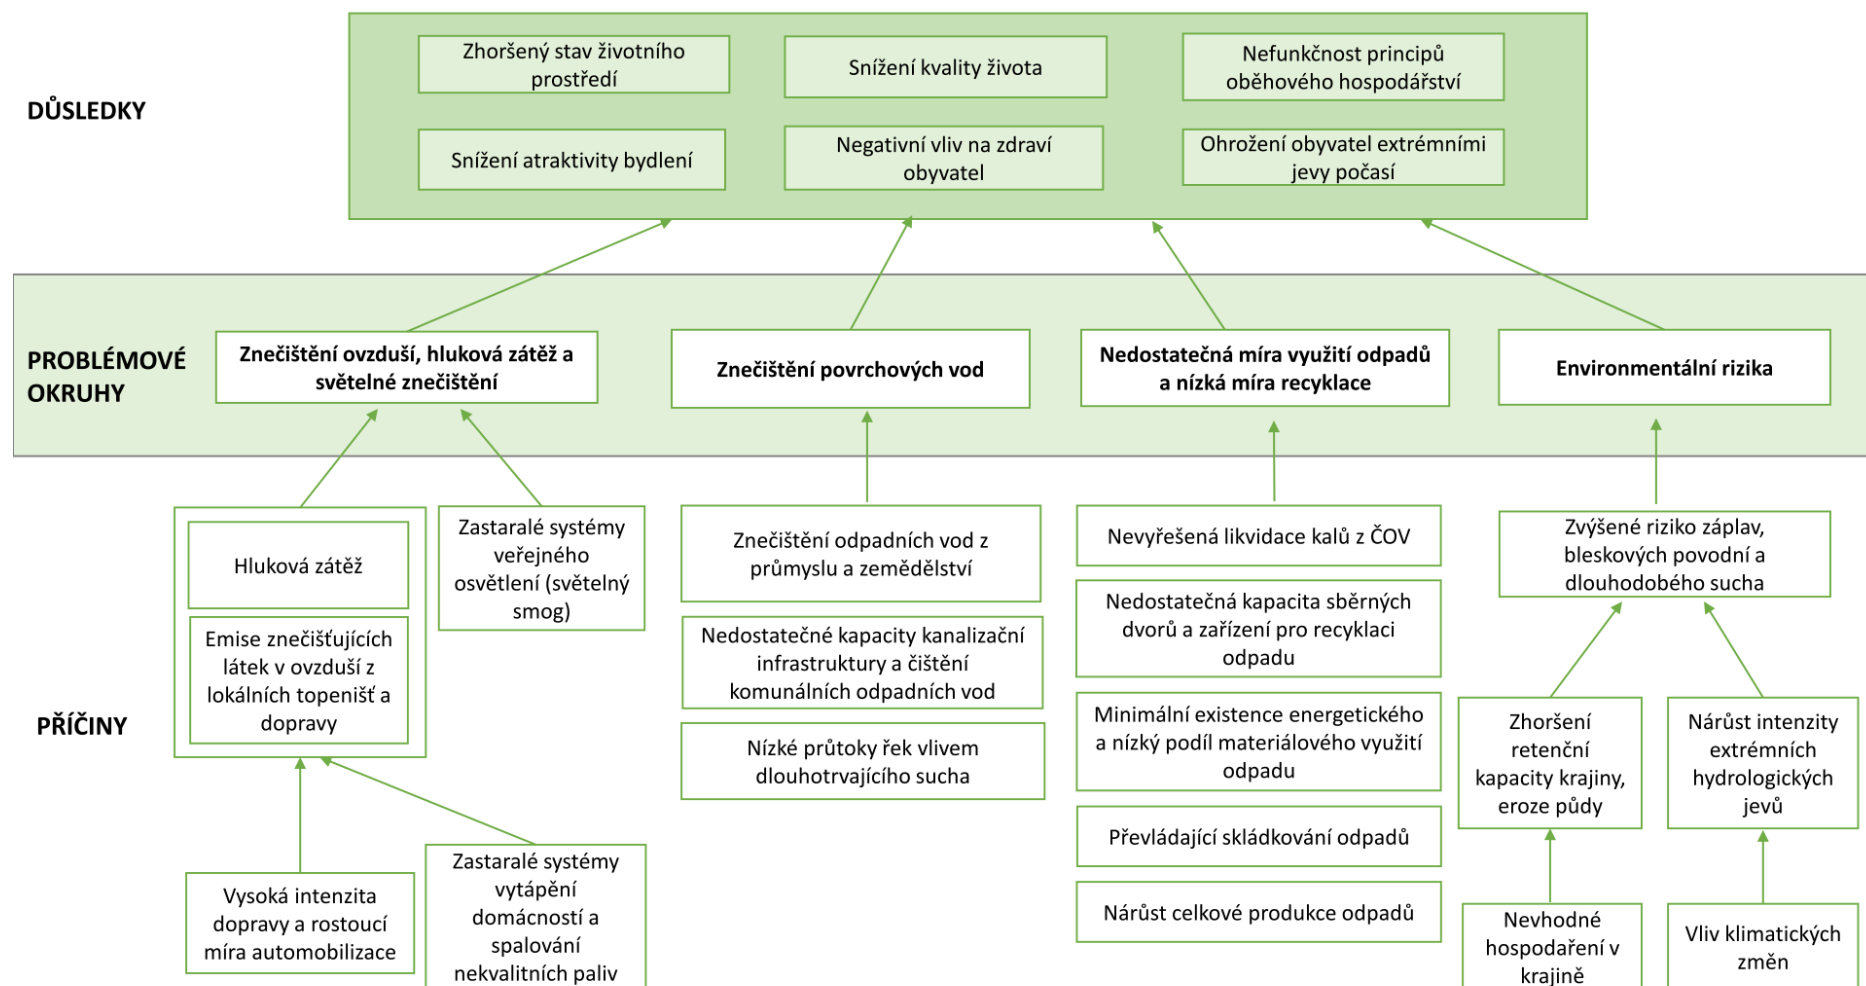 DŮSLEDKY
Zhoršený stav životního
prostředí
Snížení kvality života
Nefunkčnost principů
oběhového hospodářství
Snížení atraktivity bydlení
Negativní vliv na zdraví
obyvatel
Ohrožení obyvatel extrémními
jevy počasí
PROBLÉMOVÉ
OKRUHY
Znečištění ovzduší, hluková zátěž a
světelné znečištění
Znečištění povrchových vod
Nedostatečná míra využití odpadů
a nízká míra recyklace
Environmentální rizika
PŘÍČINY
Hluková zátěž
Emise znečišťujících
látek v ovzduší z
lokálních topenišť a
dopravy
Zastaralé systémy
veřejného
osvětlení (světelný
smog)
Vysoká intenzita
dopravy a rostoucí
míra automobilizace
Zastaralé systémy
vytápění
domácností a
spalování
nekvalitních paliv
Znečištění odpadních vod z
průmyslu a zemědělství
Nedostatečné kapacity kanalizační
infrastruktury a čištění
komunálních odpadních vod
Nízké průtoky řek vlivem
dlouhotrvajícího sucha
Nevyřešená likvidace kalů z ČOV
Nedostatečná kapacita sběrných
dvorů a zařízení pro recyklaci
odpadu
Minimální existence energetického
a nízký podíl materiálového využití
odpadu
Převládající skládkování odpadů
Nárůst celkové produkce odpadů
Zvýšené riziko záplav,
bleskových povodní a
dlouhodobého sucha
Zhoršení
retenční
kapacity krajiny,
eroze půdy
Nárůst intenzity
extrémních
hydrologických
jevů
Nevhodné
hospodaření v
krajině
Vliv klimatických
změn